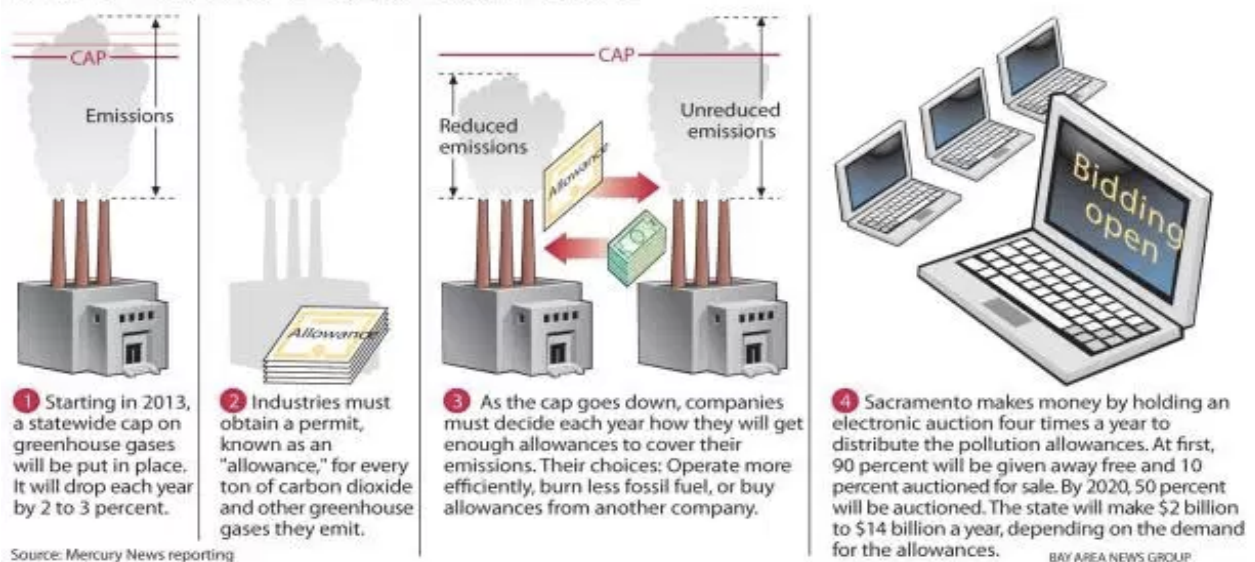 CAP
Emissions
Allowance
CAP
Reduced
emissions
Unreduced
emissions
Allowance
Bidding
open
1 Starting in 2013,
a statewide cap on
greenhouse gases
will be put in place.
It will drop each year
by 2 to 3 percent.
2 Industries must
obtain a permit,
known as an
"allowance," for every
ton of carbon dioxide
and other greenhouse
gases they emit.
3 As the cap goes down, companies
must decide each year how they will get
enough allowances to cover their
emissions. Their choices: Operate more
efficiently, burn less fossil fuel, or buy
allowances from another company.
4 Sacramento makes money by holding an
electronic auction four times a year to
distribute the pollution allowances. At first,
90 percent will be given away free and 10
percent auctioned for sale. By 2020, 50 percent
will be auctioned. The state will make $2 billion
to $14 billion a year, depending on the demand
for the allowances.
Source: Mercury News reporting
BAY AREA NEWS GROUP